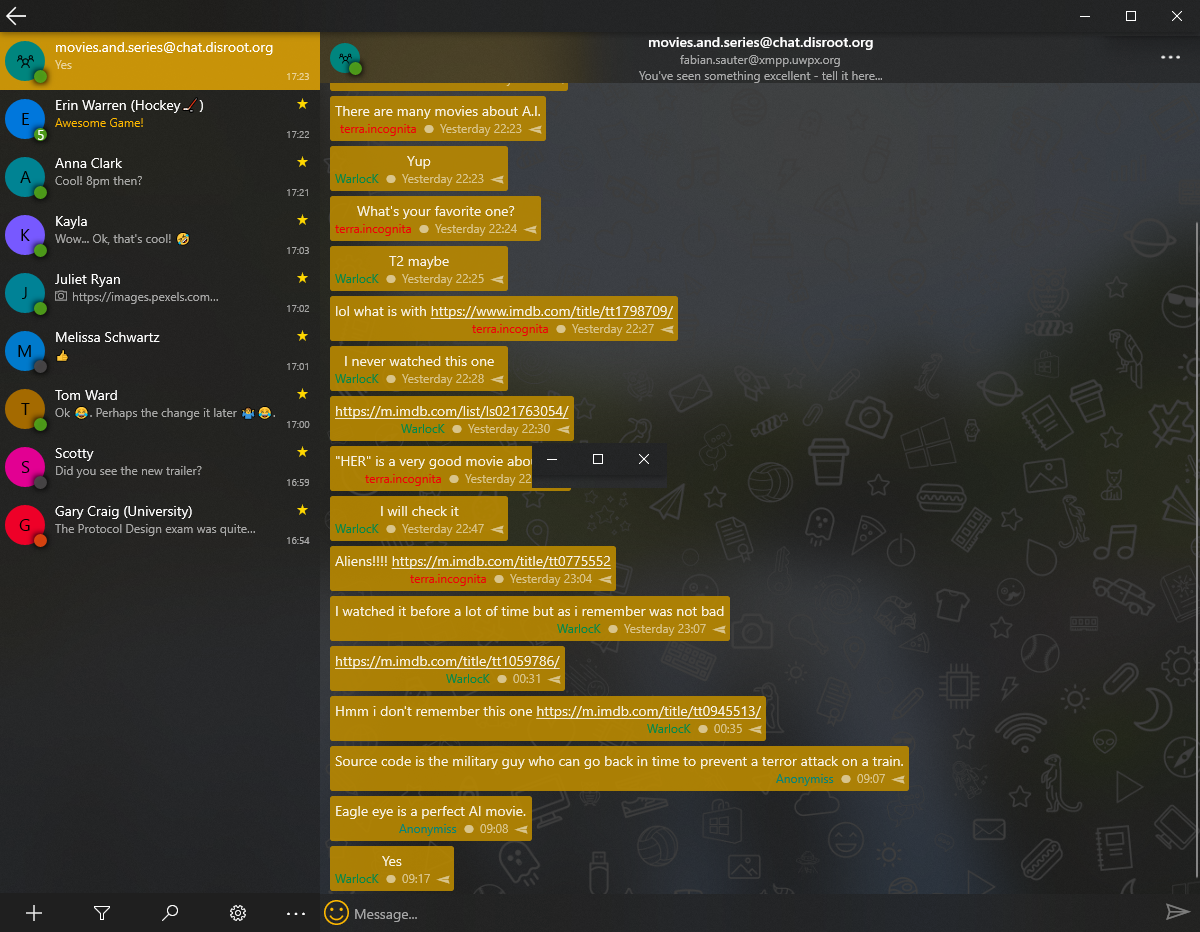 movies.and.series@chat.disroot.org
Yes
17:23
E
5
Erin Warren (Hockey🏒)
Awesome Game!
17:22
A
Anna Clark
Cool! 8pm then?
17:21
K
Kayla
Wow... Ok, that's cool! 🤣
17:03
J
Juliet Ryan
https://images.pexels.com...
17:02
M
Melissa Schwartz
👍
17:01
T
Tom Ward
Ok 😂. Perhaps the change it later 🤷‍♂️😂.
17:00
S
Scotty
Did you see the new trailer?
16:59
G
Gary Craig (University)
The Protocol Design exam was quite...
16:54
movies.and.series@chat.disroot.org
fabian.sauter@xmpp.uwpx.org
You've seen something excellent - tell it here...
There are many movies about A.I.
terra.incognita Yesterday 22:23
Yup
WarlocK Yesterday 22:23
What's your favorite one?
terra.incognita Yesterday 22:24
T2 maybe
WarlocK Yesterday 22:25
lol what is with https://www.imdb.com/title/tt1798709/
terra.incognita Yesterday 22:27
I never watched this one
WarlocK Yesterday 22:28
https://m.imdb.com/list/ls021763054/
WarlocK Yesterday 22:30
"HER" is a very good movie abou
terra.incognita Yesterday 22
I will check it
WarlocK Yesterday 22:47
Aliens!!!! https://m.imdb.com/title/tt0775552
terra.incognita Yesterday 23:04
I watched it before a lot of time but as i remember was not bad
WarlocK Yesterday 23:07
https://m.imdb.com/title/tt1059786/
WarlocK 00:31
Hmm i don't remember this one https://m.imdb.com/title/tt0945513/
WarlocK 00:35
Source code is the military guy who can go back in time to prevent a terror attack on a train.
Anonymiss 09:07
Eagle eye is a perfect AI movie.
Anonymiss 09:08
Yes
WarlocK 09:17
Message...